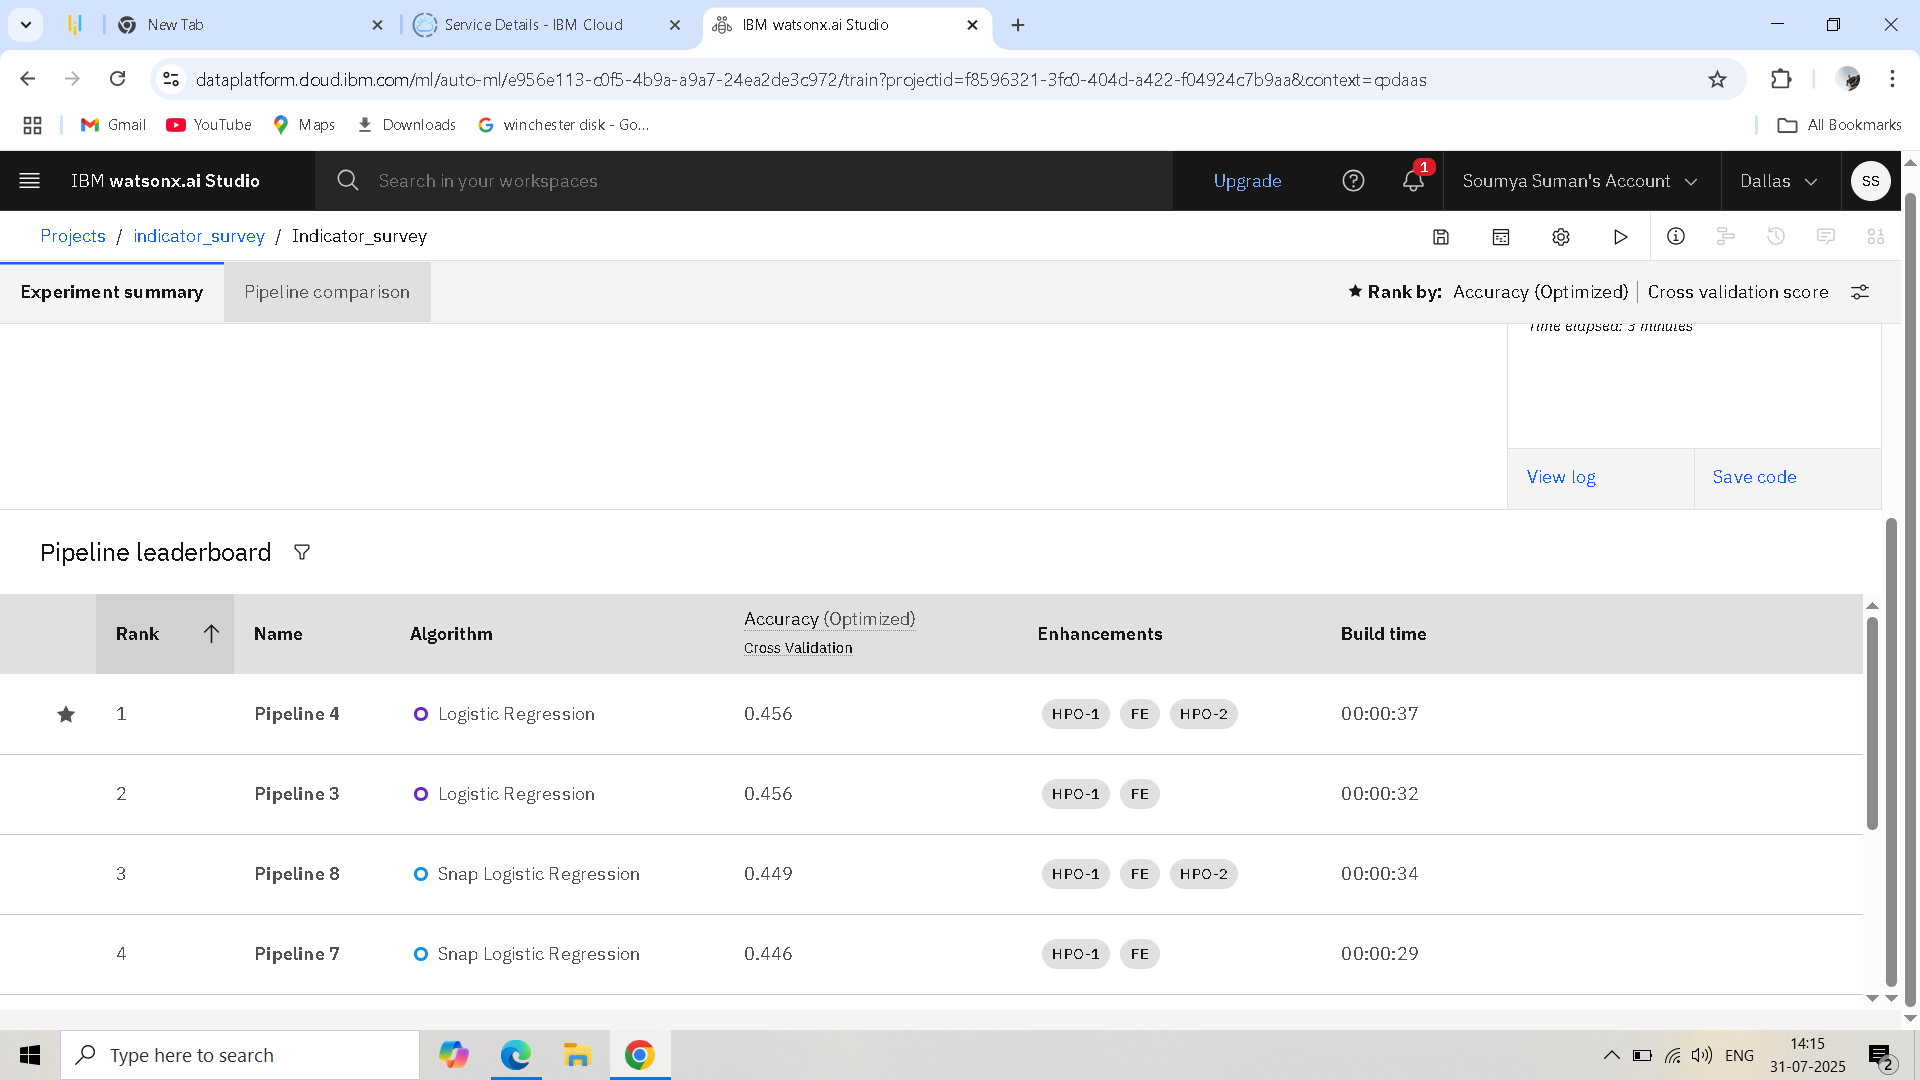 New Tab
Service Details - IBM Cloud
IBM watsonx.ai Studio
dataplatform.cloud.ibm.com/ml/auto-ml/e956e113-c0f5-4b9a-a9a7-24ea2de3c972/train?projectid=f8596321-3fc0-404d-a422-f04924c7b9aa&context=cpdaas
Gmail
YouTube
Maps
Downloads
winchester disk - Go...
All Bookmarks
IBM watsonx.ai Studio
Search in your workspaces
Upgrade
1
Soumya Suman's Account
Dallas
SS
Projects / indicator_survey / Indicator_survey
Experiment summary
Pipeline comparison
Rank by: Accuracy (Optimized) | Cross validation score
Time elapsed: 3 minutes
View log
Save code
Pipeline leaderboard
Rank Name Algorithm Accuracy (Optimized) Enhancements Build time
Cross Validation
1 Pipeline 4 Logistic Regression 0.456 HPO-1 FE HPO-2 00:00:37
2 Pipeline 3 Logistic Regression 0.456 HPO-1 FE 00:00:32
3 Pipeline 8 Snap Logistic Regression 0.449 HPO-1 FE HPO-2 00:00:34
4 Pipeline 7 Snap Logistic Regression 0.446 HPO-1 FE 00:00:29
Type here to search
ENG
14:15
31-07-2025
2